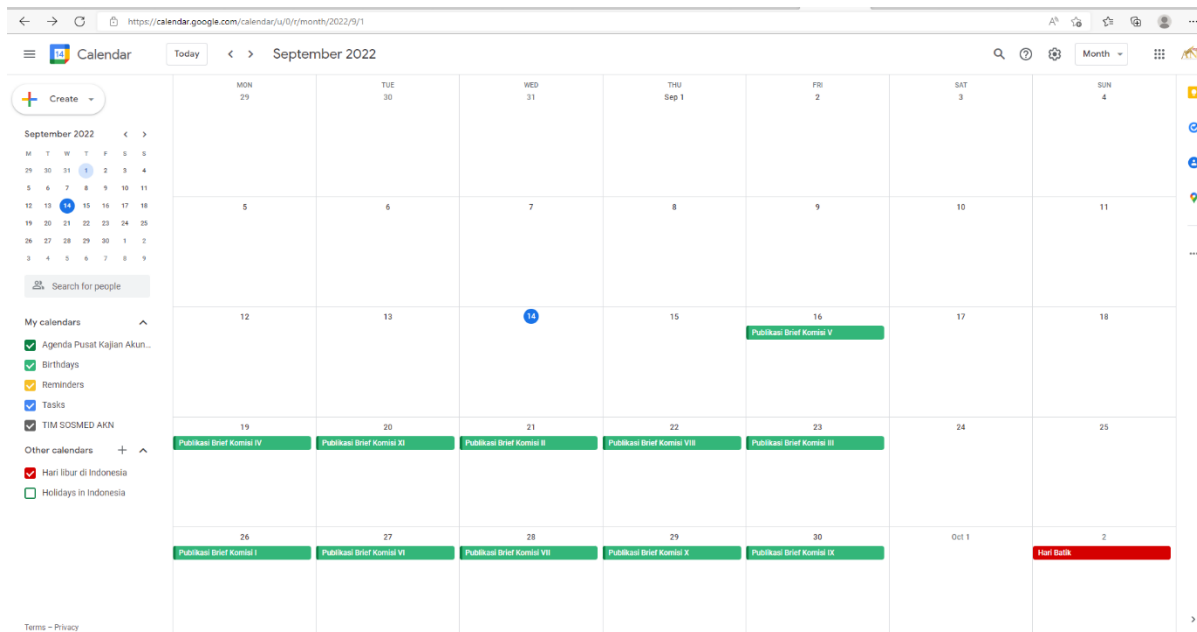 https://calendar.google.com/calendar/u/0/r/month/2022/9/1
14 Calendar Today September 2022 Month
Create
September 2022
M T W T F S S
29 30 31 1 2 3 4
5 6 7 8 9 10 11
12 13 14 15 16 17 18
19 20 21 22 23 24 25
26 27 28 29 30 1 2
3 4 5 6 7 8 9
Search for people
My calendars
Agenda Pusat Kajian Akun...
Birthdays
Reminders
Tasks
TIM SOSMED AKN
Other calendars
Hari libur di Indonesia
Holidays in Indonesia
Terms – Privacy
MON TUE WED THU FRI SAT SUN
29 30 31 Sep 1 2 3 4
5 6 7 8 9 10 11
12 13 14 15 16 17 18
Publikasi Brief Komisi V
19 20 21 22 23 24 25
Publikasi Brief Komisi IV Publikasi Brief Komisi XI Publikasi Brief Komisi II Publikasi Brief Komisi VIII Publikasi Brief Komisi III
26 27 28 29 30 Oct 1 2
Publikasi Brief Komisi I Publikasi Brief Komisi VI Publikasi Brief Komisi VII Publikasi Brief Komisi X Publikasi Brief Komisi IX Hari Batik